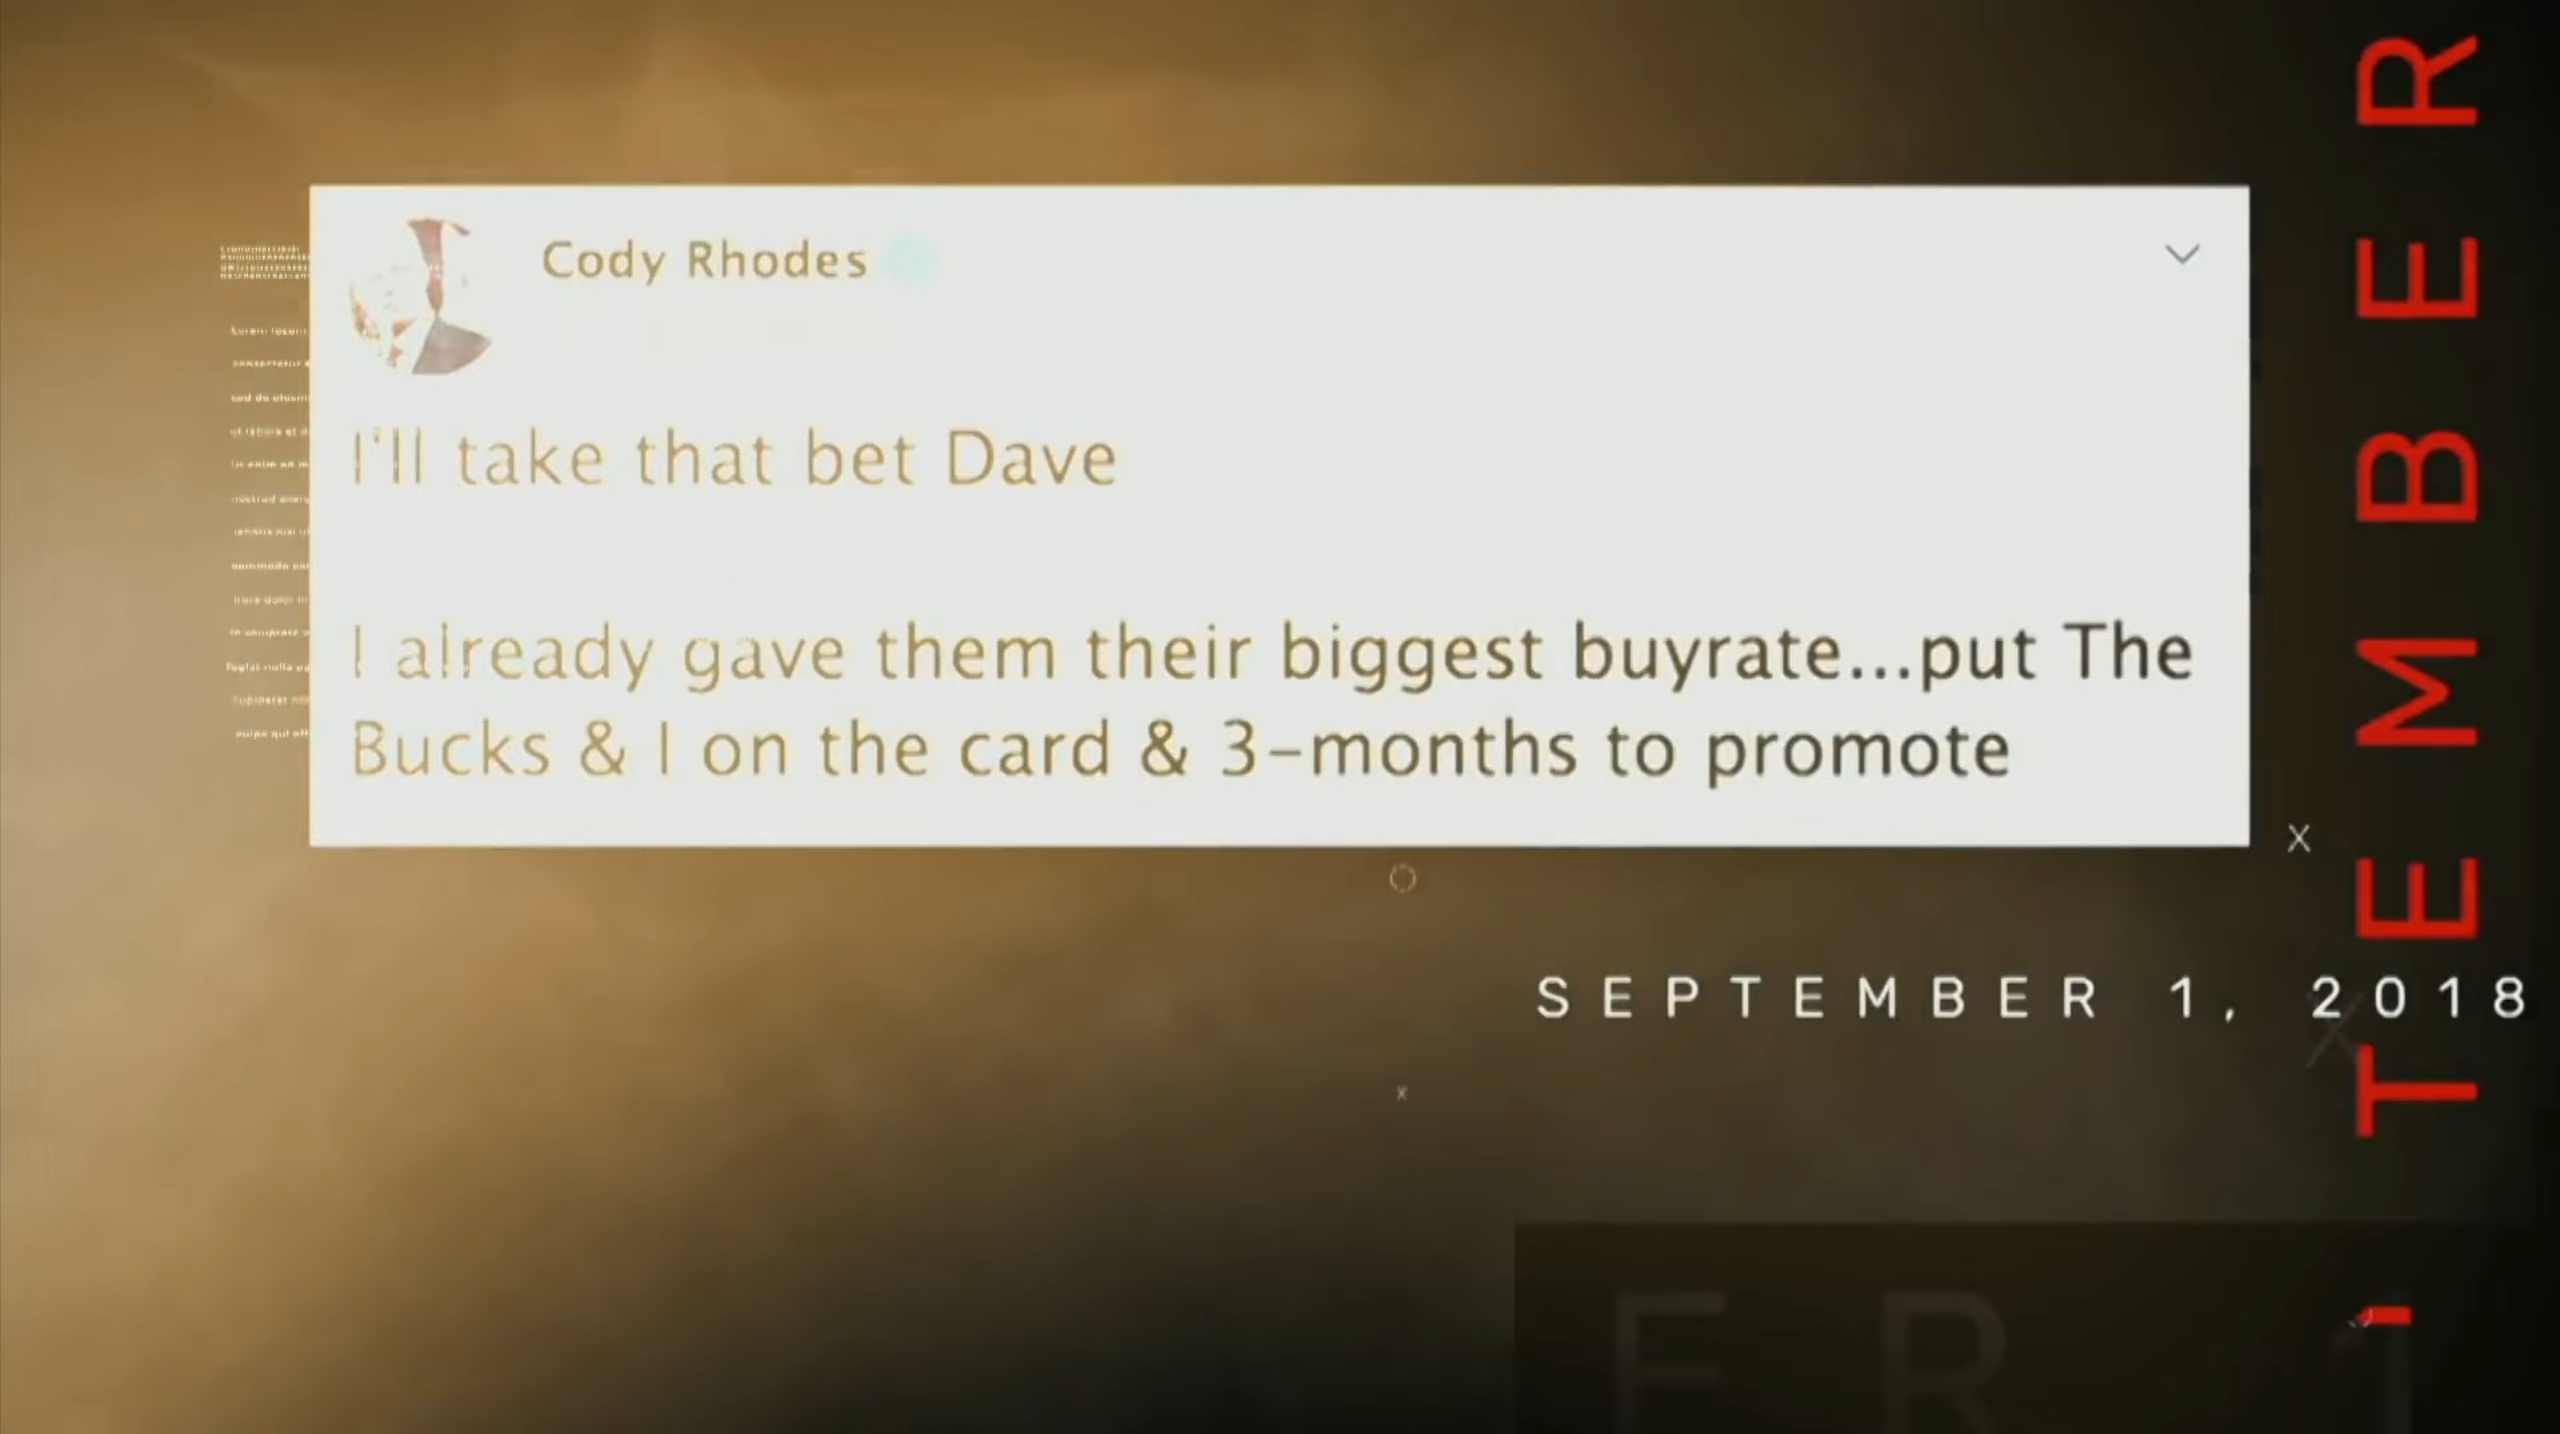 Cody Rhodes
I'll take that bet Dave
I already gave them their biggest buyrate...put The
Bucks & I on the card & 3-months to promote
SEPTEMBER 1, 2018
TEMBER